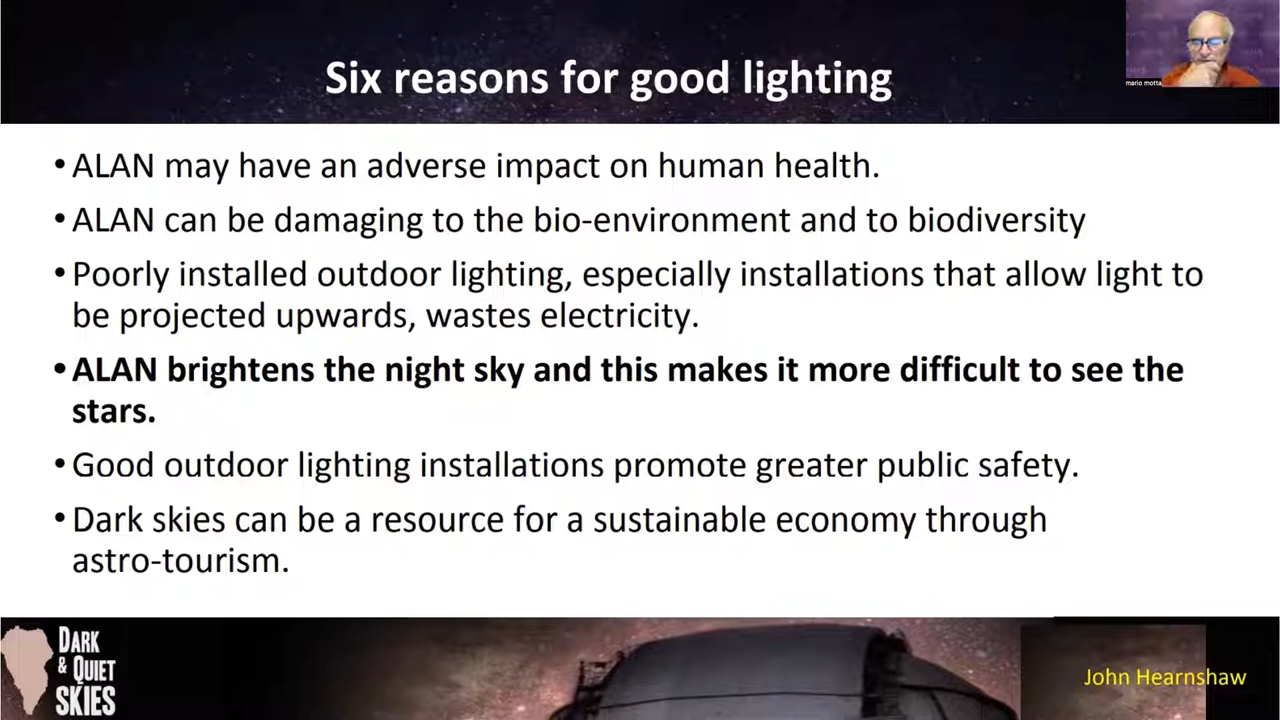 Six reasons for good lighting
mario motta
• ALAN may have an adverse impact on human health.
• ALAN can be damaging to the bio-environment and to biodiversity
• Poorly installed outdoor lighting, especially installations that allow light to
be projected upwards, wastes electricity.
• ALAN brightens the night sky and this makes it more difficult to see the
stars.
• Good outdoor lighting installations promote greater public safety.
• Dark skies can be a resource for a sustainable economy through
astro-tourism.
DARK
& QUIET
SKIES
John Hearnshaw